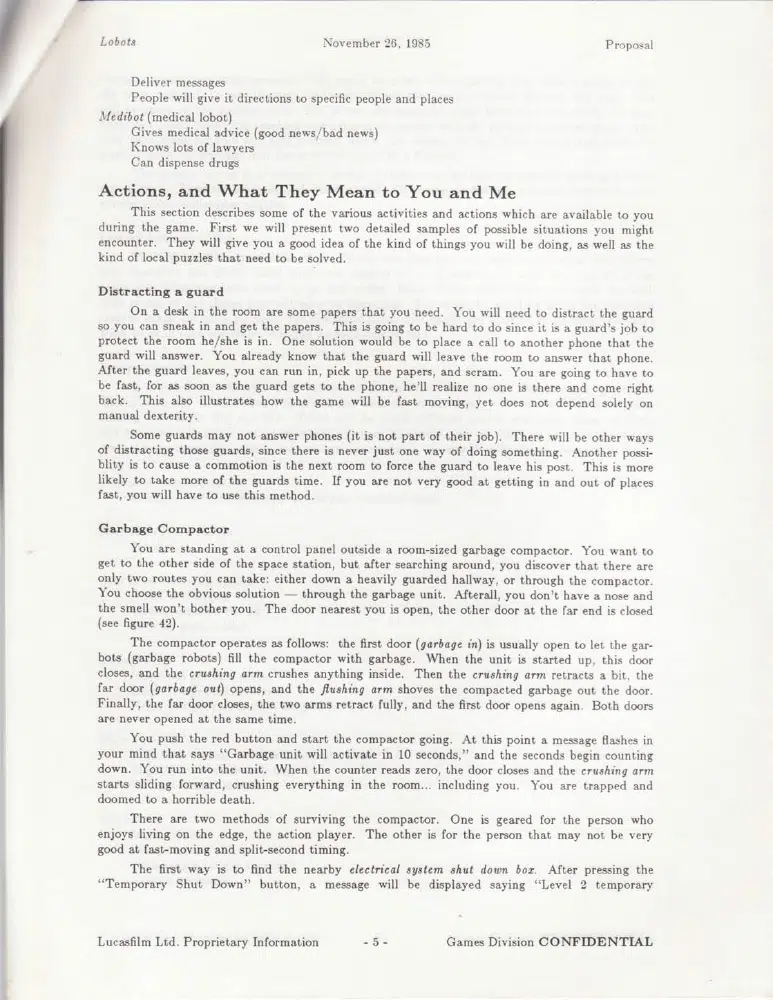 Lobots November 26, 1985 Proposal
Deliver messages
People will give it directions to specific people and places
Medibot (medical lobot)
Gives medical advice (good news/bad news)
Knows lots of lawyers
Can dispense drugs
Actions, and What They Mean to You and Me
This section describes some of the various activities and actions which are available to you
during the game. First we will present two detailed samples of possible situations you might
encounter. They will give you a good idea of the kind of things you will be doing, as well as the
kind of local puzzles that need to be solved.
Distracting a guard
On a desk in the room are some papers that you need. You will need to distract the guard
so you can sneak in and get the papers. This is going to be hard to do since it is a guard's job to
protect the room he/she is in. One solution would be to place a call to another phone that the
guard will answer. You already know that the guard will leave the room to answer that phone.
After the guard leaves, you can run in, pick up the papers, and scram. You are going to have to
be fast, for as soon as the guard gets to the phone, he'll realize no one is there and come right
back. This also illustrates how the game will be fast moving, yet does not depend solely on
manual dexterity.
Some guards may not answer phones (it is not part of their job). There will be other ways
of distracting those guards, since there is never just one way of doing something. Another possi-
blity is to cause a commotion is the next room to force the guard to leave his post. This is more
likely to take more of the guards time. If you are not very good at getting in and out of places
fast, you will have to use this method.
Garbage Compactor
You are standing at a control panel outside a room-sized garbage compactor. You want to
get to the other side of the space station, but after searching around, you discover that there are
only two routes you can take: either down a heavily guarded hallway, or through the compactor.
You choose the obvious solution — through the garbage unit. Afterall, you don't have a nose and
the smell won't bother you. The door nearest you is open, the other door at the far end is closed
(see figure 42).
The compactor operates as follows: the first door (garbage in) is usually open to let the gar-
bots (garbage robots) fill the compactor with garbage. When the unit is started up, this door
closes, and the crushing arm crushes anything inside. Then the crushing arm retracts a bit, the
far door (garbage out) opens, and the flushing arm shoves the compacted garbage out the door.
Finally, the far door closes, the two arms retract fully, and the first door opens again. Both doors
are never opened at the same time.
You push the red button and start the compactor going. At this point a message flashes in
your mind that says "Garbage unit will activate in 10 seconds," and the seconds begin counting
down. You run into the unit. When the counter reads zero, the door closes and the crushing arm
starts sliding forward, crushing everything in the room... including you. You are trapped and
doomed to a horrible death.
There are two methods of surviving the compactor. One is geared for the person who
enjoys living on the edge, the action player. The other is for the person that may not be very
good at fast-moving and split-second timing.
The first way is to find the nearby electrical system shut down box. After pressing the
"Temporary Shut Down" button, a message will be displayed saying "Level 2 temporary
Lucasfilm Ltd. Proprietary Information - 5 - Games Division CONFIDENTIAL